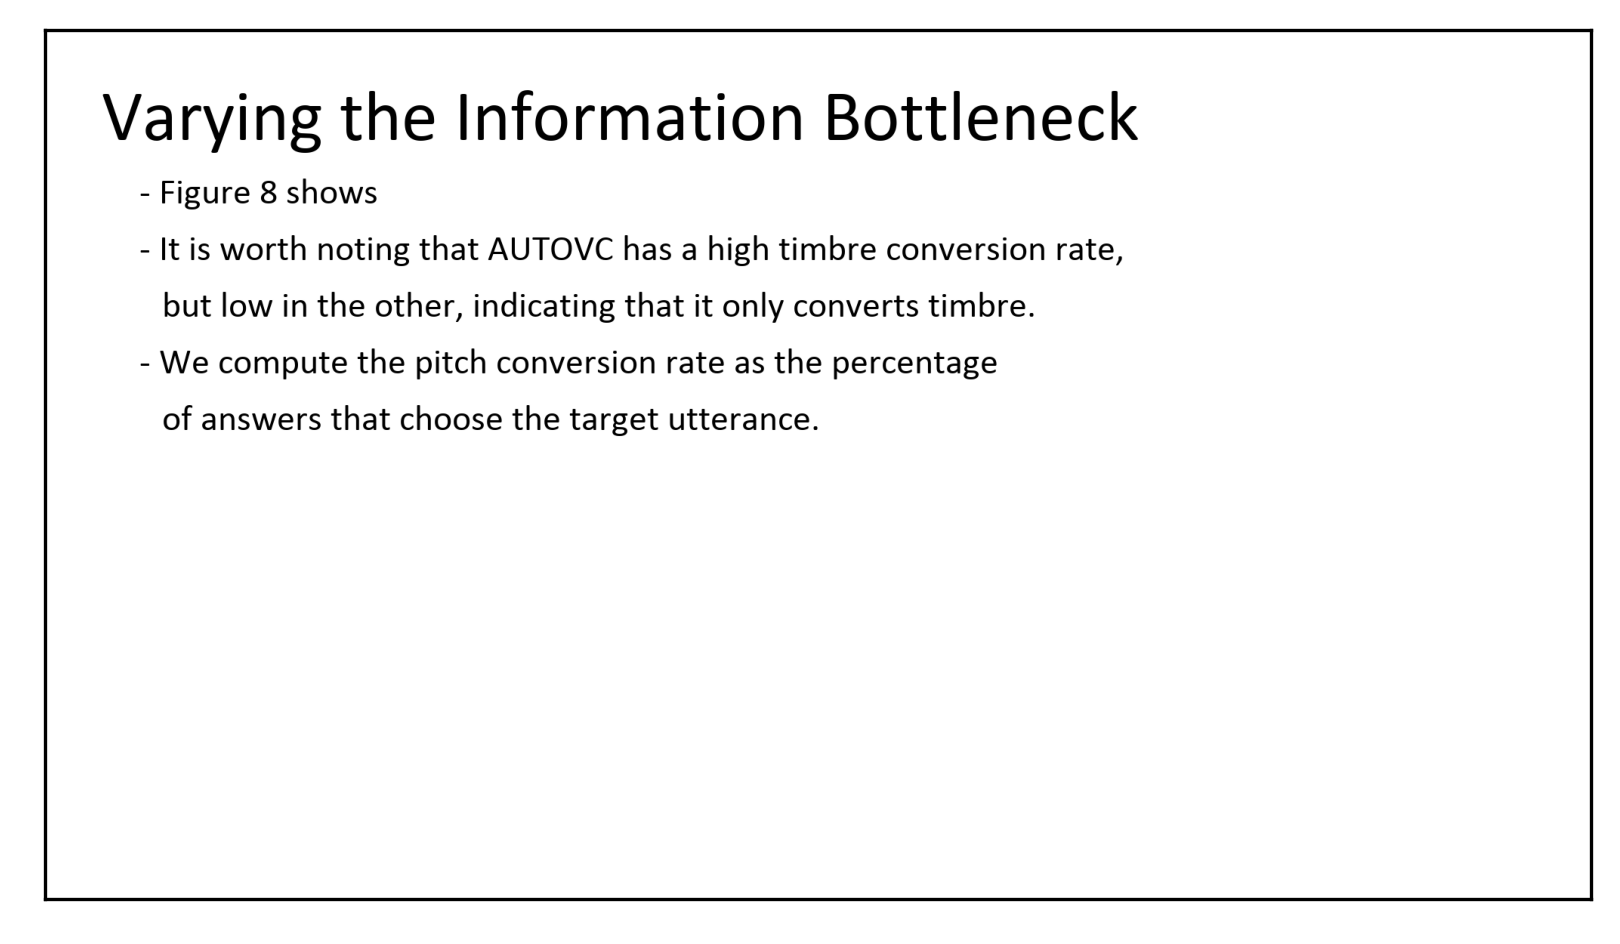 Varying the Information Bottleneck
- Figure 8 shows
- It is worth noting that AUTOVC has a high timbre conversion rate,
but low in the other, indicating that it only converts timbre.
- We compute the pitch conversion rate as the percentage
of answers that choose the target utterance.